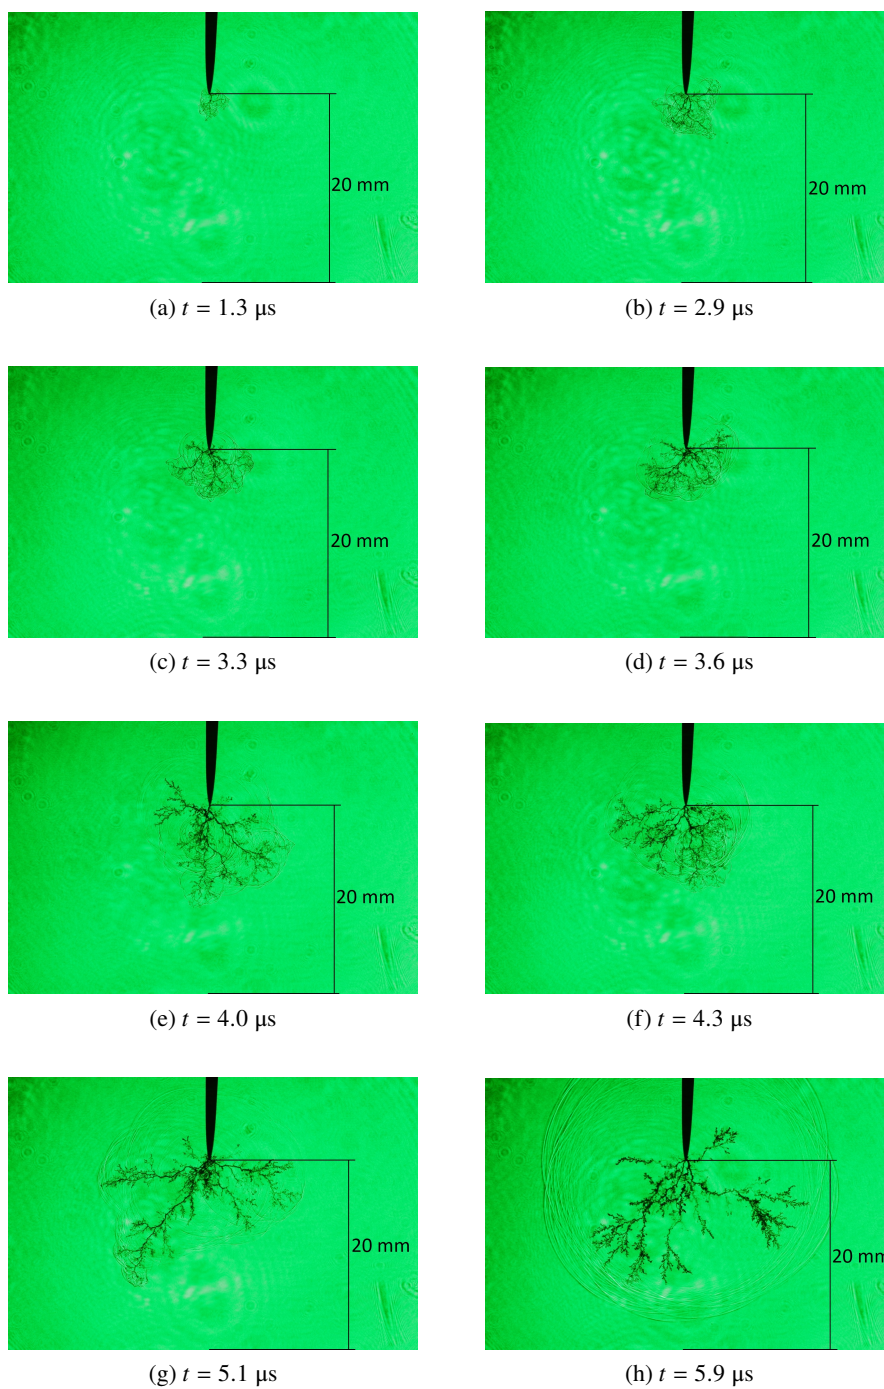 20 mm
20 mm
(a) t = 1.3 µs
(b) t = 2.9 µs
20 mm
20 mm
(c) t = 3.3 µs
(d) t = 3.6 µs
20 mm
20 mm
(e) t = 4.0 µs
(f) t = 4.3 µs
20 mm
20 mm
(g) t = 5.1 µs
(h) t = 5.9 µs